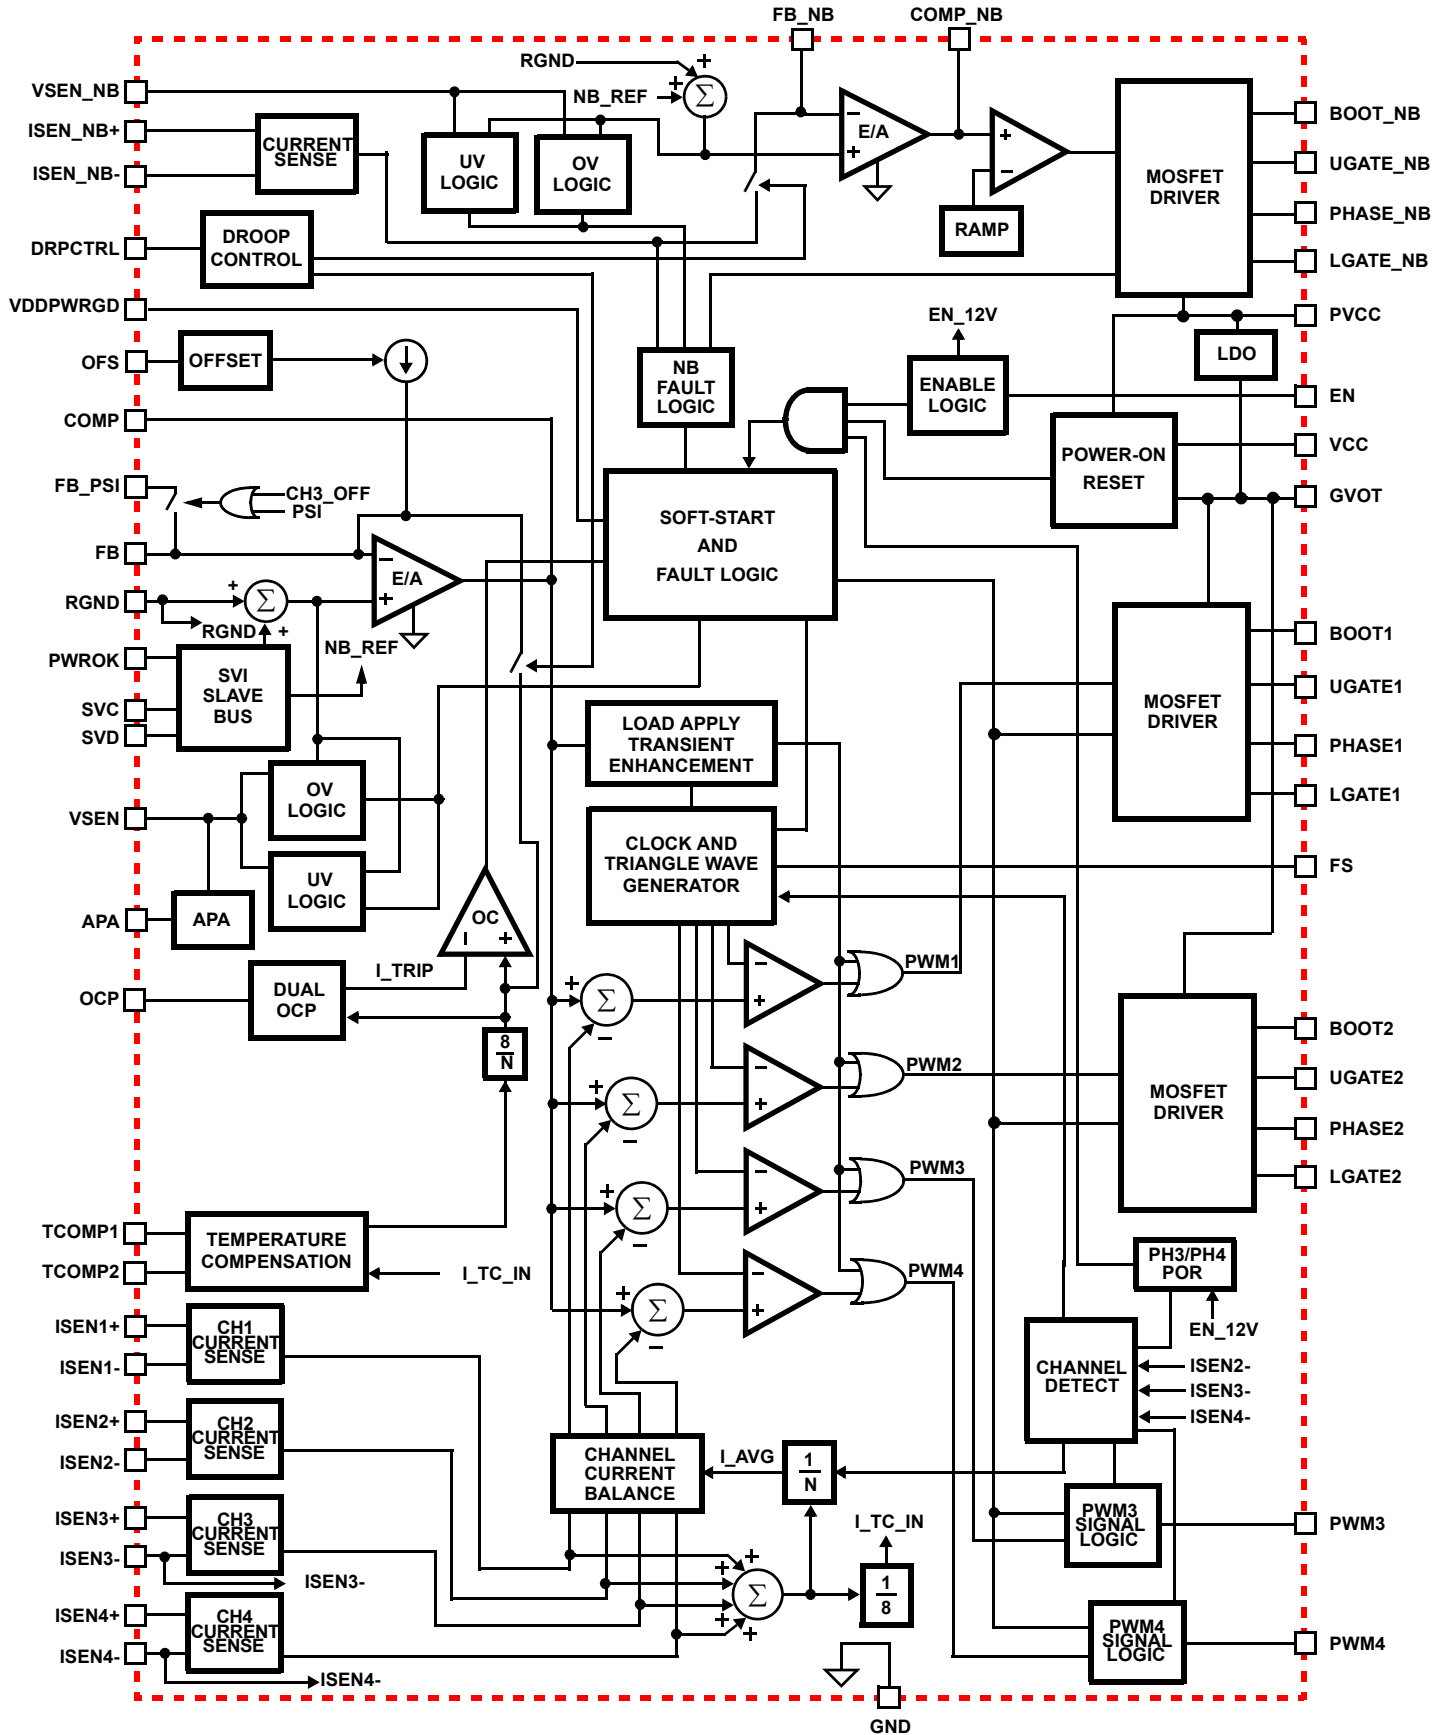 FB_NB
COMP_NB
RGND
NB_REF
+
+
Σ
VSEN_NB
ISEN_NB+
ISEN_NB-
CURRENT
SENSE
UV
LOGIC
OV
LOGIC
−
E/A
+
+
−
RAMP
MOSFET
DRIVER
BOOT_NB
UGATE_NB
PHASE_NB
LGATE_NB
DRPCTRL
DROOP
CONTROL
VDDPWRGD
OFS
OFFSET
COMP
NB
FAULT
LOGIC
EN_12V
ENABLE
LOGIC
LDO
PVCC
EN
VCC
GVOT
POWER-ON
RESET
FB_PSI
CH3_OFF
PSI
FB
−
E/A
+
RGND
+
Σ
RGND
+
NB_REF
SOFT-START
AND
FAULT LOGIC
PWROK
SVC
SVD
SVI
SLAVE
BUS
MOSFET
DRIVER
BOOT1
UGATE1
PHASE1
LGATE1
LOAD APPLY
TRANSIENT
ENHANCEMENT
OV
LOGIC
VSEN
UV
LOGIC
CLOCK AND
TRIANGLE WAVE
GENERATOR
FS
APA
APA
OC
−
+
I_TRIP
OCP
DUAL
OCP
8
N
+
Σ
−
−
+
PWM1
+
Σ
−
−
+
PWM2
MOSFET
DRIVER
BOOT2
UGATE2
PHASE2
LGATE2
+
Σ
−
−
+
PWM3
+
Σ
−
−
+
PWM4
TCOMP1
TCOMP2
TEMPERATURE
COMPENSATION
I_TC_IN
PH3/PH4
POR
EN_12V
ISEN1+
ISEN1-
CH1
CURRENT
SENSE
CHANNEL
DETECT
ISEN2-
ISEN3-
ISEN4-
ISEN2+
ISEN2-
CH2
CURRENT
SENSE
CHANNEL
CURRENT
BALANCE
I_AVG
1
N
ISEN3+
ISEN3-
CH3
CURRENT
SENSE
ISEN3-
I_TC_IN
1
8
+
+
Σ
+
+
PWM3
SIGNAL
LOGIC
PWM3
ISEN4+
ISEN4-
CH4
CURRENT
SENSE
ISEN4-
PWM4
SIGNAL
LOGIC
PWM4
GND